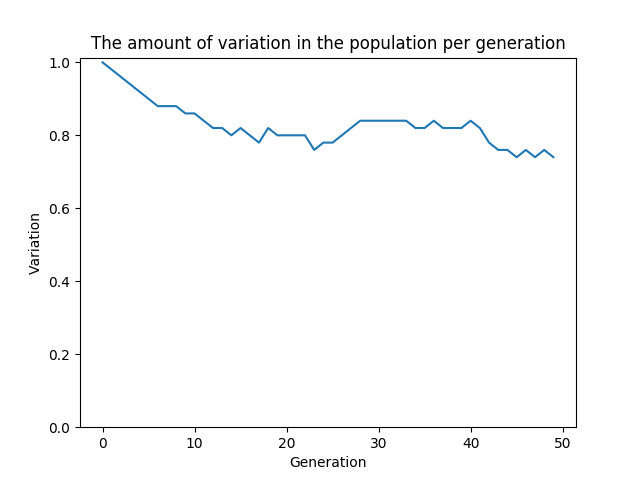 The amount of variation in the population per generation
1.0
0.8
0.6
0.4
0.2
0.0
Variation
0 10 20 30 40 50
Generation